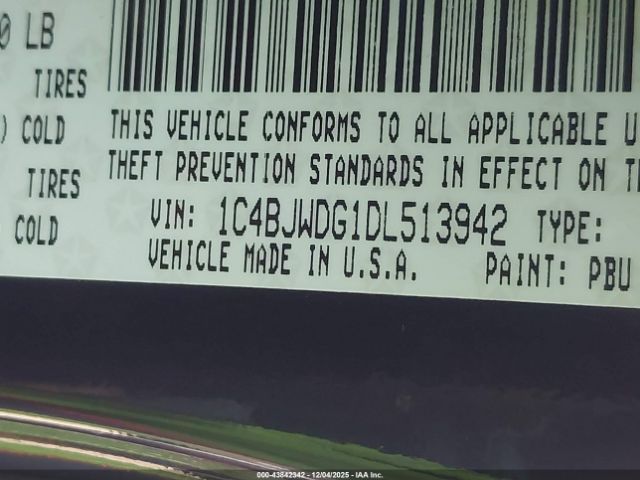 0 LB
TIRES
) COLD THIS VEHICLE CONFORMS TO ALL APPLICABLE U
THEFT PREVENTION STANDARDS IN EFFECT ON T
TIRES
VIN: 1C4BJWDG1DL513942 TYPE:
COLD
VEHICLE MADE IN U.S.A. PAINT: PBU
000-43842342 - 12/04/2025 - IAA Inc.